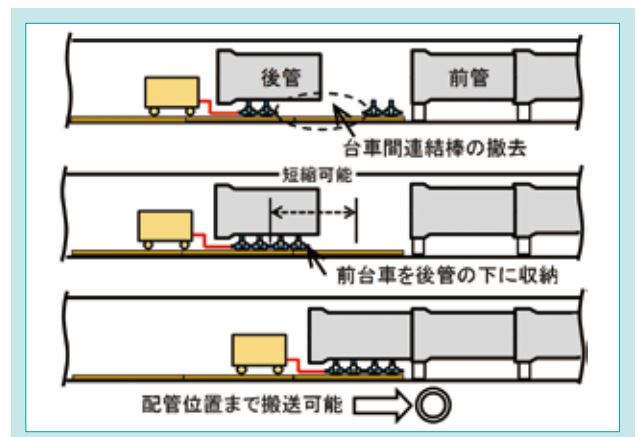 後管
前管
台車間連結棒の撤去
短縮可能
前台車を後管の下に収納
配管位置まで搬送可能